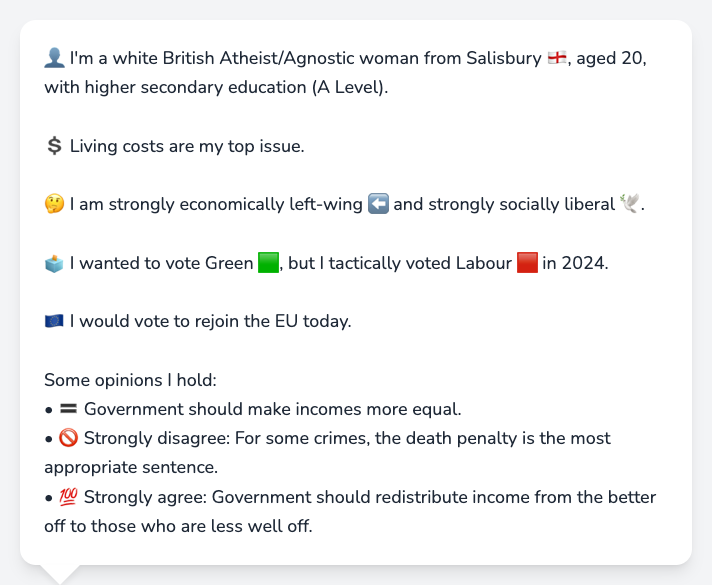 👤 I'm a white British Atheist/Agnostic woman from Salisbury 🏴󠁧󠁢󠁥󠁮󠁧󠁿, aged 20,
with higher secondary education (A Level).
💲 Living costs are my top issue.
🤔 I am strongly economically left-wing ⬅️ and strongly socially liberal 🕊️.
🗳️ I wanted to vote Green 🟩, but I tactically voted Labour 🟥 in 2024.
🇪🇺 I would vote to rejoin the EU today.
Some opinions I hold:
• 🟰 Government should make incomes more equal.
• 🚫 Strongly disagree: For some crimes, the death penalty is the most
appropriate sentence.
• 💯 Strongly agree: Government should redistribute income from the better
off to those who are less well off.